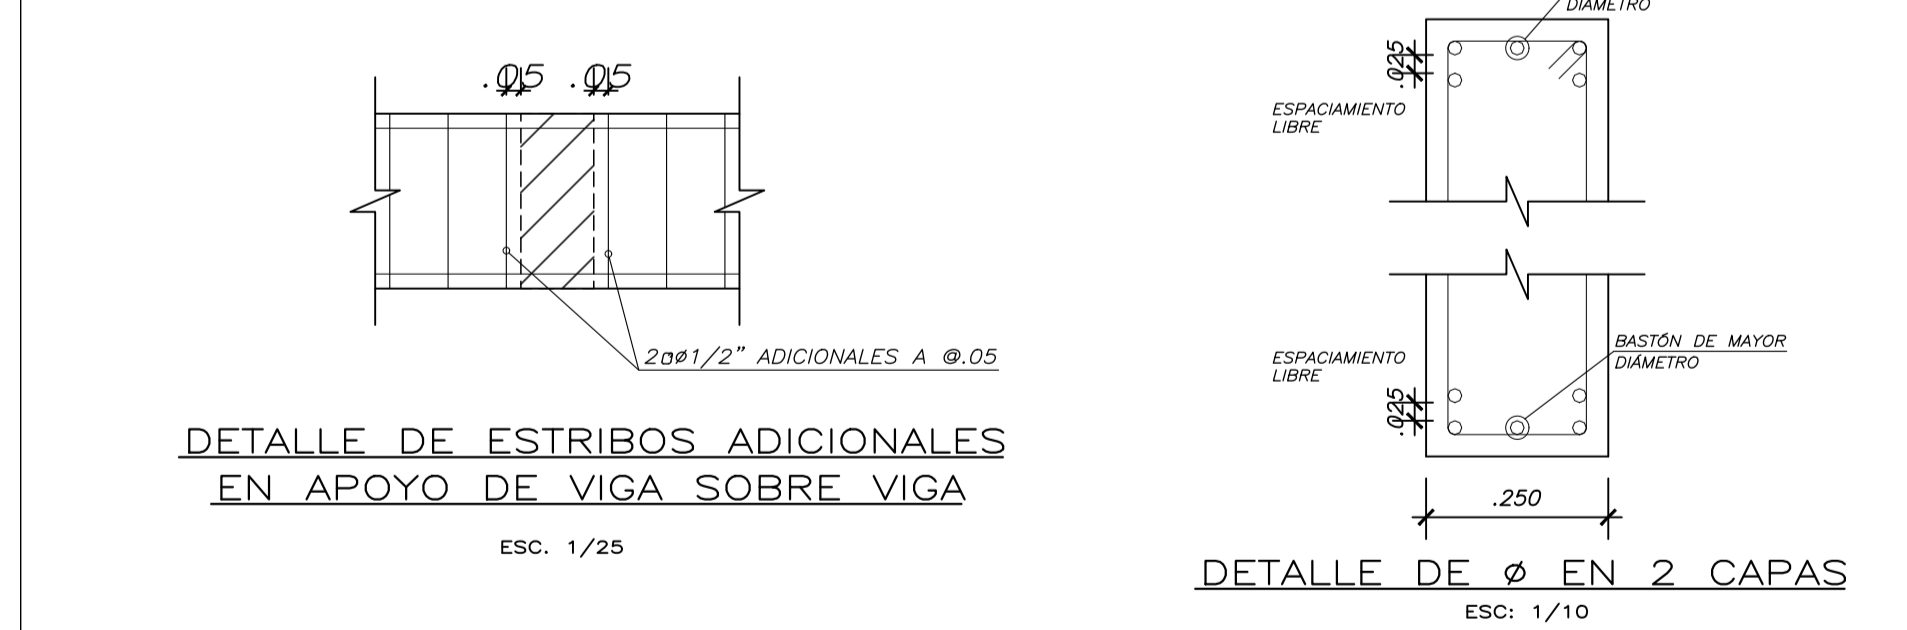 .05 .05
2□ø1/2" ADICIONALES A @.05
DETALLE DE ESTRIBOS ADICIONALES
EN APOYO DE VIGA SOBRE VIGA
ESC. 1/25
DIÁMETRO
.025
ESPACIAMIENTO
LIBRE
BASTÓN DE MAYOR
DIÁMETRO
ESPACIAMIENTO
LIBRE
.025
.250
DETALLE DE ø EN 2 CAPAS
ESC: 1/10